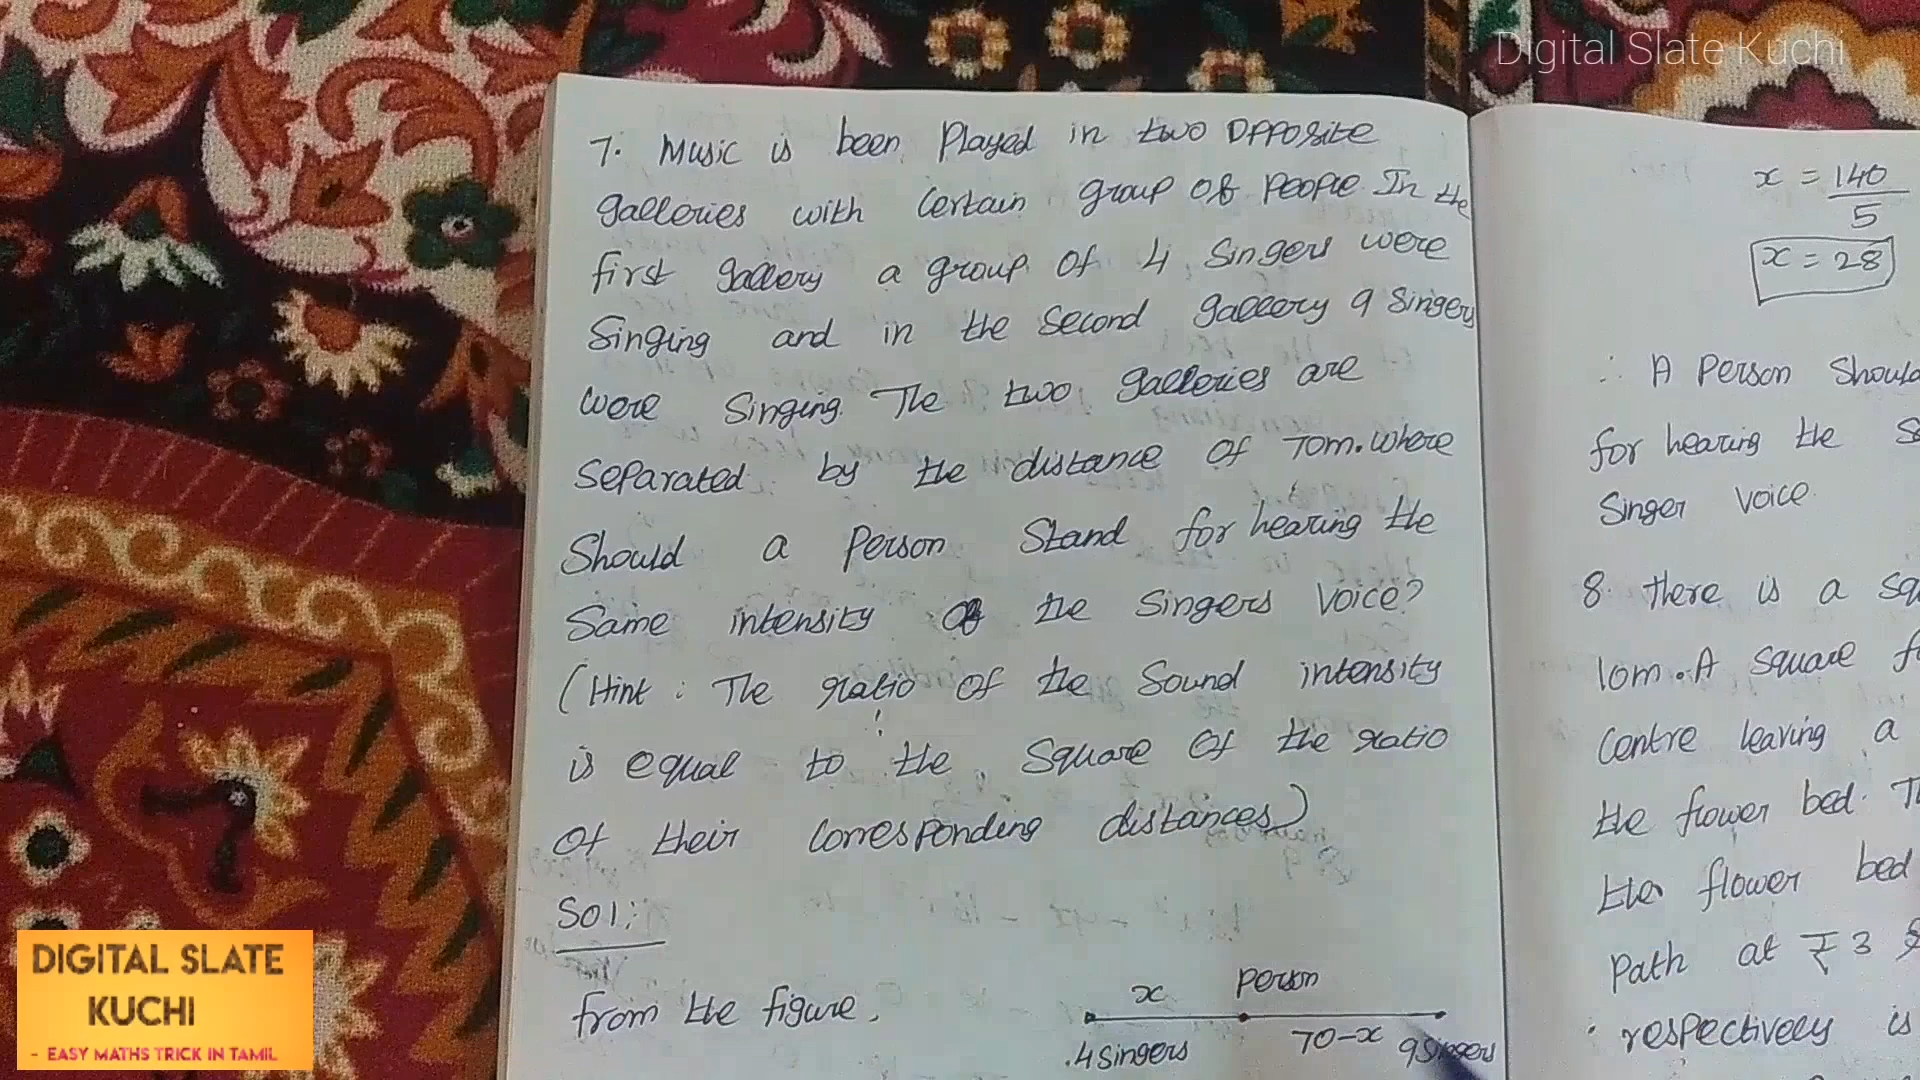 Digital Slate Kuchi
7. Music is been Played in two Opposite
galleries with Certain group of People In the
first gallery a group of 4 Singers were
Singing and in the Second gallery 9 Singers
were Singing. The two galleries are
Separated by the distance of 70m. Where
Should a Person Stand for hearing the
Same intensity of the Singers Voice?
(Hint : The ratio of the Sound intensity
is equal to the Square of the ratio
of their Corresponding distances)
Sol:
from the figure,
x Person
70-x
4Singers 9Singers
x = 140
5
x = 28
∴ A Person
for hearing the
Singer Voice
8. there is a
10m. A Square
Centre leaving a
the flower bed.
the flower bed
Path at ₹3
respectively is
DIGITAL SLATE
KUCHI
- EASY MATHS TRICK IN TAMIL